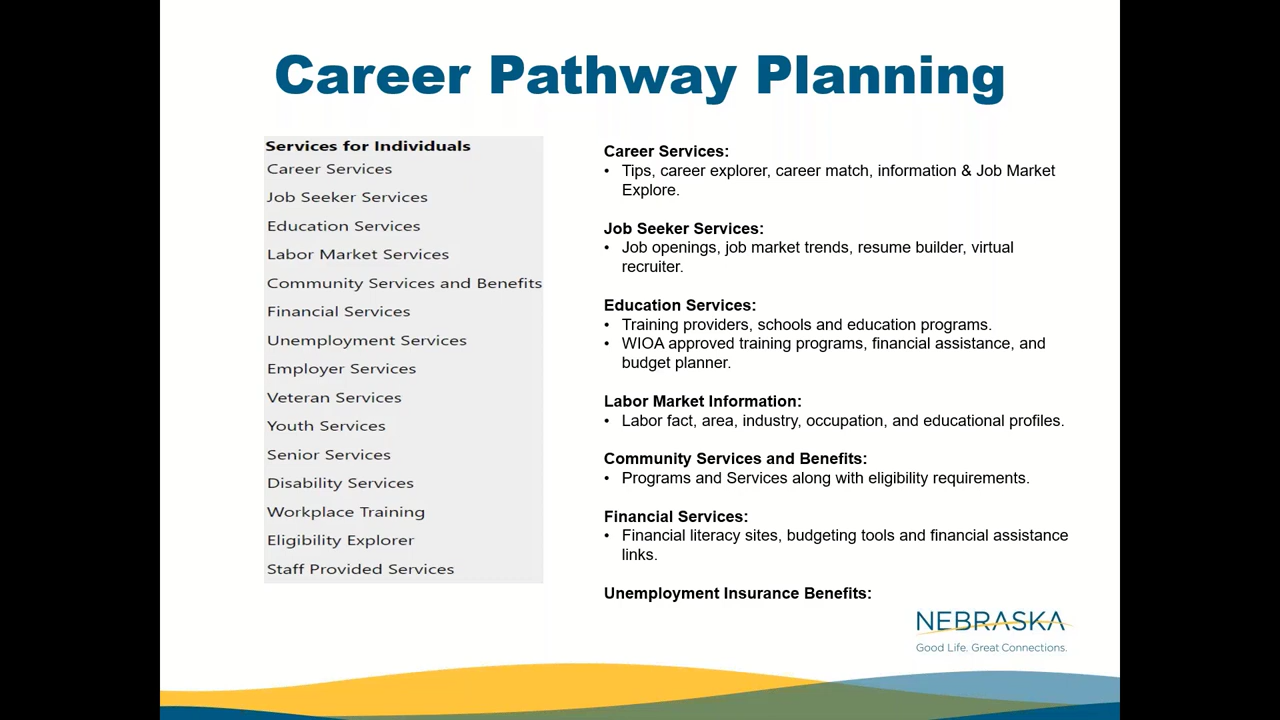 Career Pathway Planning
Services for Individuals
Career Services
Job Seeker Services
Education Services
Labor Market Services
Community Services and Benefits
Financial Services
Unemployment Services
Employer Services
Veteran Services
Youth Services
Senior Services
Disability Services
Workplace Training
Eligibility Explorer
Staff Provided Services
Career Services:
• Tips, career explorer, career match, information & Job Market
Explore.
Job Seeker Services:
• Job openings, job market trends, resume builder, virtual
recruiter.
Education Services:
• Training providers, schools and education programs.
• WIOA approved training programs, financial assistance, and
budget planner.
Labor Market Information:
• Labor fact, area, industry, occupation, and educational profiles.
Community Services and Benefits:
• Programs and Services along with eligibility requirements.
Financial Services:
• Financial literacy sites, budgeting tools and financial assistance
links.
Unemployment Insurance Benefits:
NEBRASKA
Good Life. Great Connections.